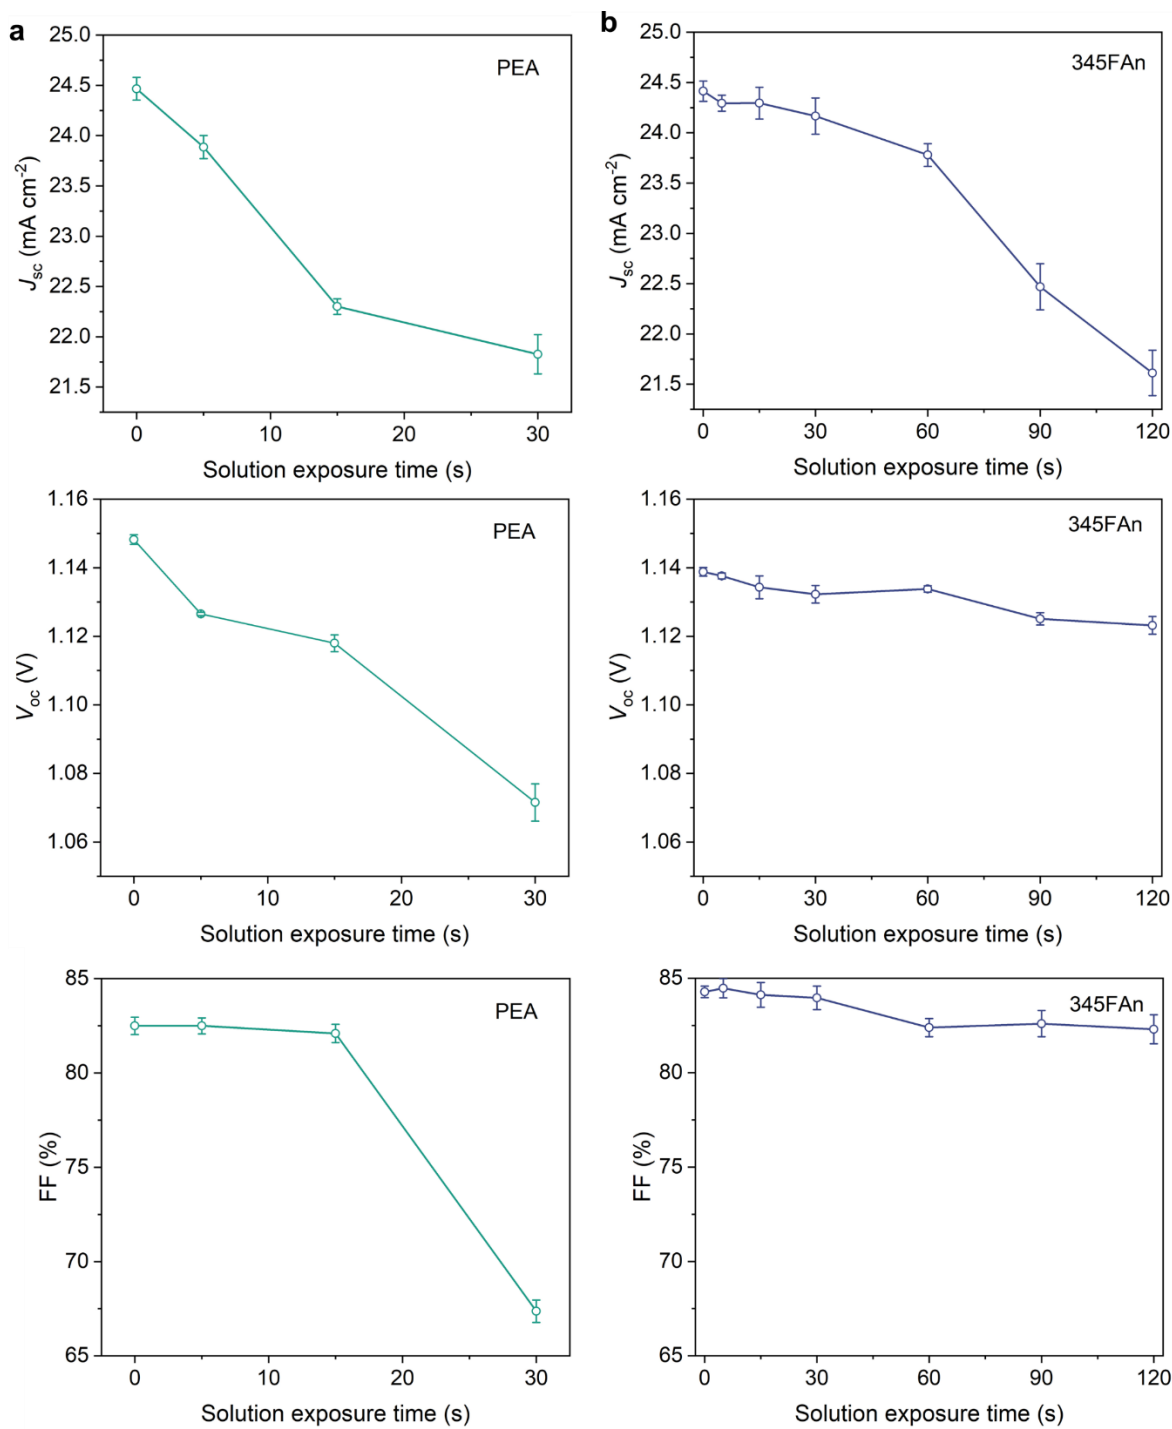 a
25.0
24.5
24.0
23.5
23.0
22.5
22.0
21.5
J_sc (mA cm^-2)
PEA
0 10 20 30
Solution exposure time (s)
b
25.0
24.5
24.0
23.5
23.0
22.5
22.0
21.5
J_sc (mA cm^-2)
345FAn
0 30 60 90 120
Solution exposure time (s)
1.16
1.14
1.12
1.10
1.08
1.06
V_oc (V)
PEA
0 10 20 30
Solution exposure time (s)
1.16
1.14
1.12
1.10
1.08
1.06
V_oc (V)
345FAn
0 30 60 90 120
Solution exposure time (s)
85
80
75
70
65
FF (%)
PEA
0 10 20 30
Solution exposure time (s)
85
80
75
70
65
FF (%)
345FAn
0 30 60 90 120
Solution exposure time (s)